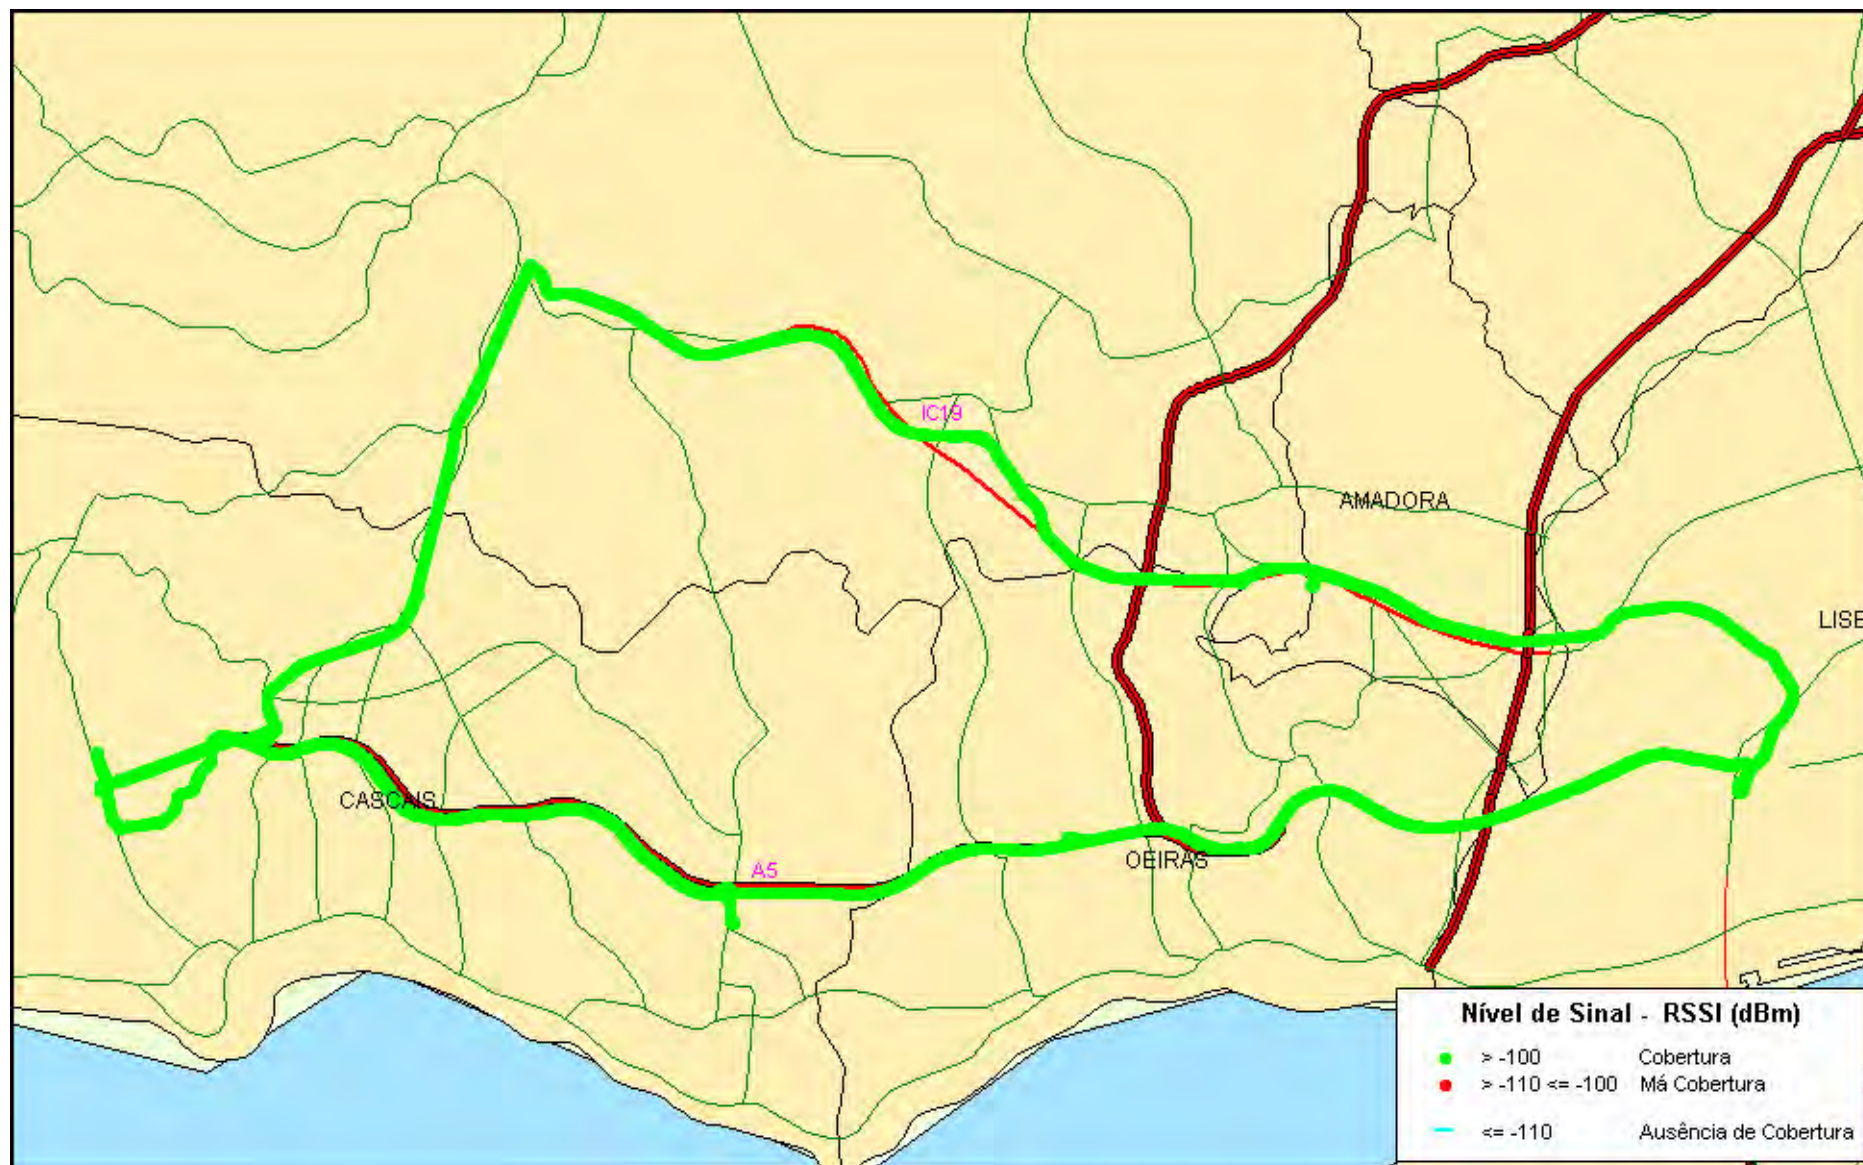 IC19
AMADORA
LISB
CASCAIS
OEIRAS
A5
Nível de Sinal - RSSI (dBm)
> -100 Cobertura
> -110 <= -100 Má Cobertura
<= -110 Ausência de Cobertura